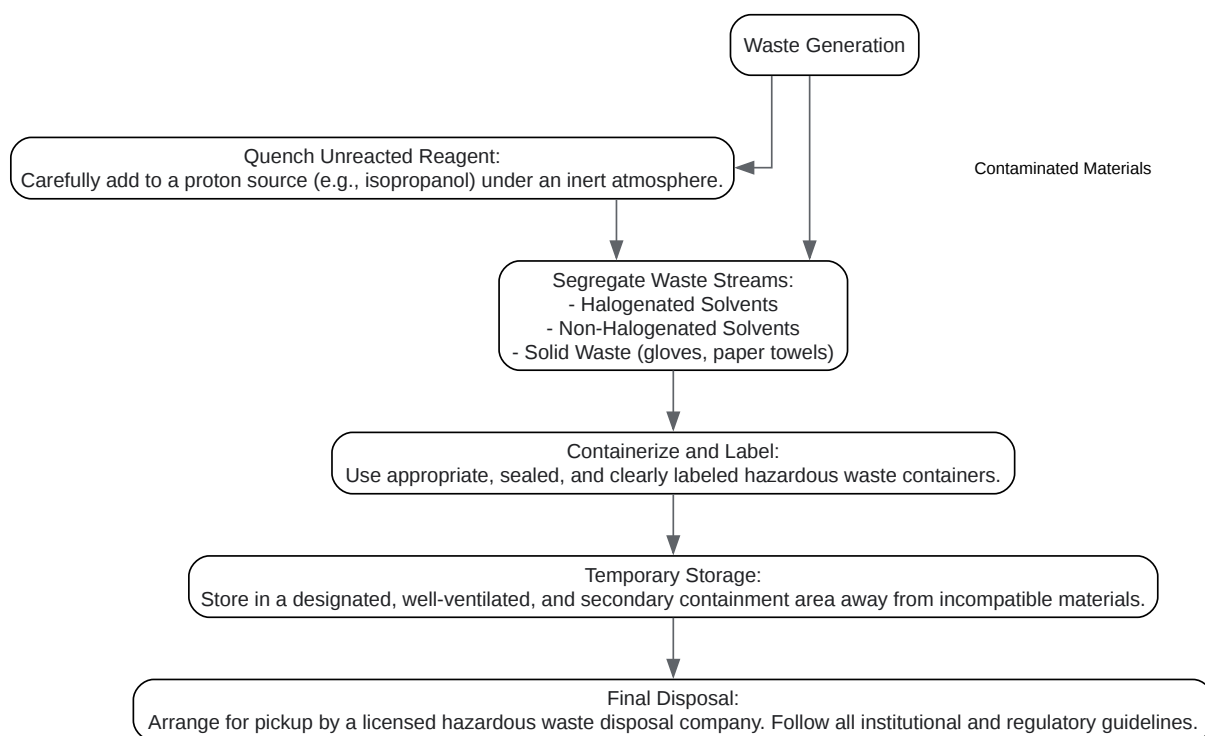 Waste Generation
Quench Unreacted Reagent:
Carefully add to a proton source (e.g., isopropanol) under an inert atmosphere.
Contaminated Materials
Segregate Waste Streams:
- Halogenated Solvents
- Non-Halogenated Solvents
- Solid Waste (gloves, paper towels)
Containerize and Label:
Use appropriate, sealed, and clearly labeled hazardous waste containers.
Temporary Storage:
Store in a designated, well-ventilated, and secondary containment area away from incompatible materials.
Final Disposal:
Arrange for pickup by a licensed hazardous waste disposal company. Follow all institutional and regulatory guidelines.